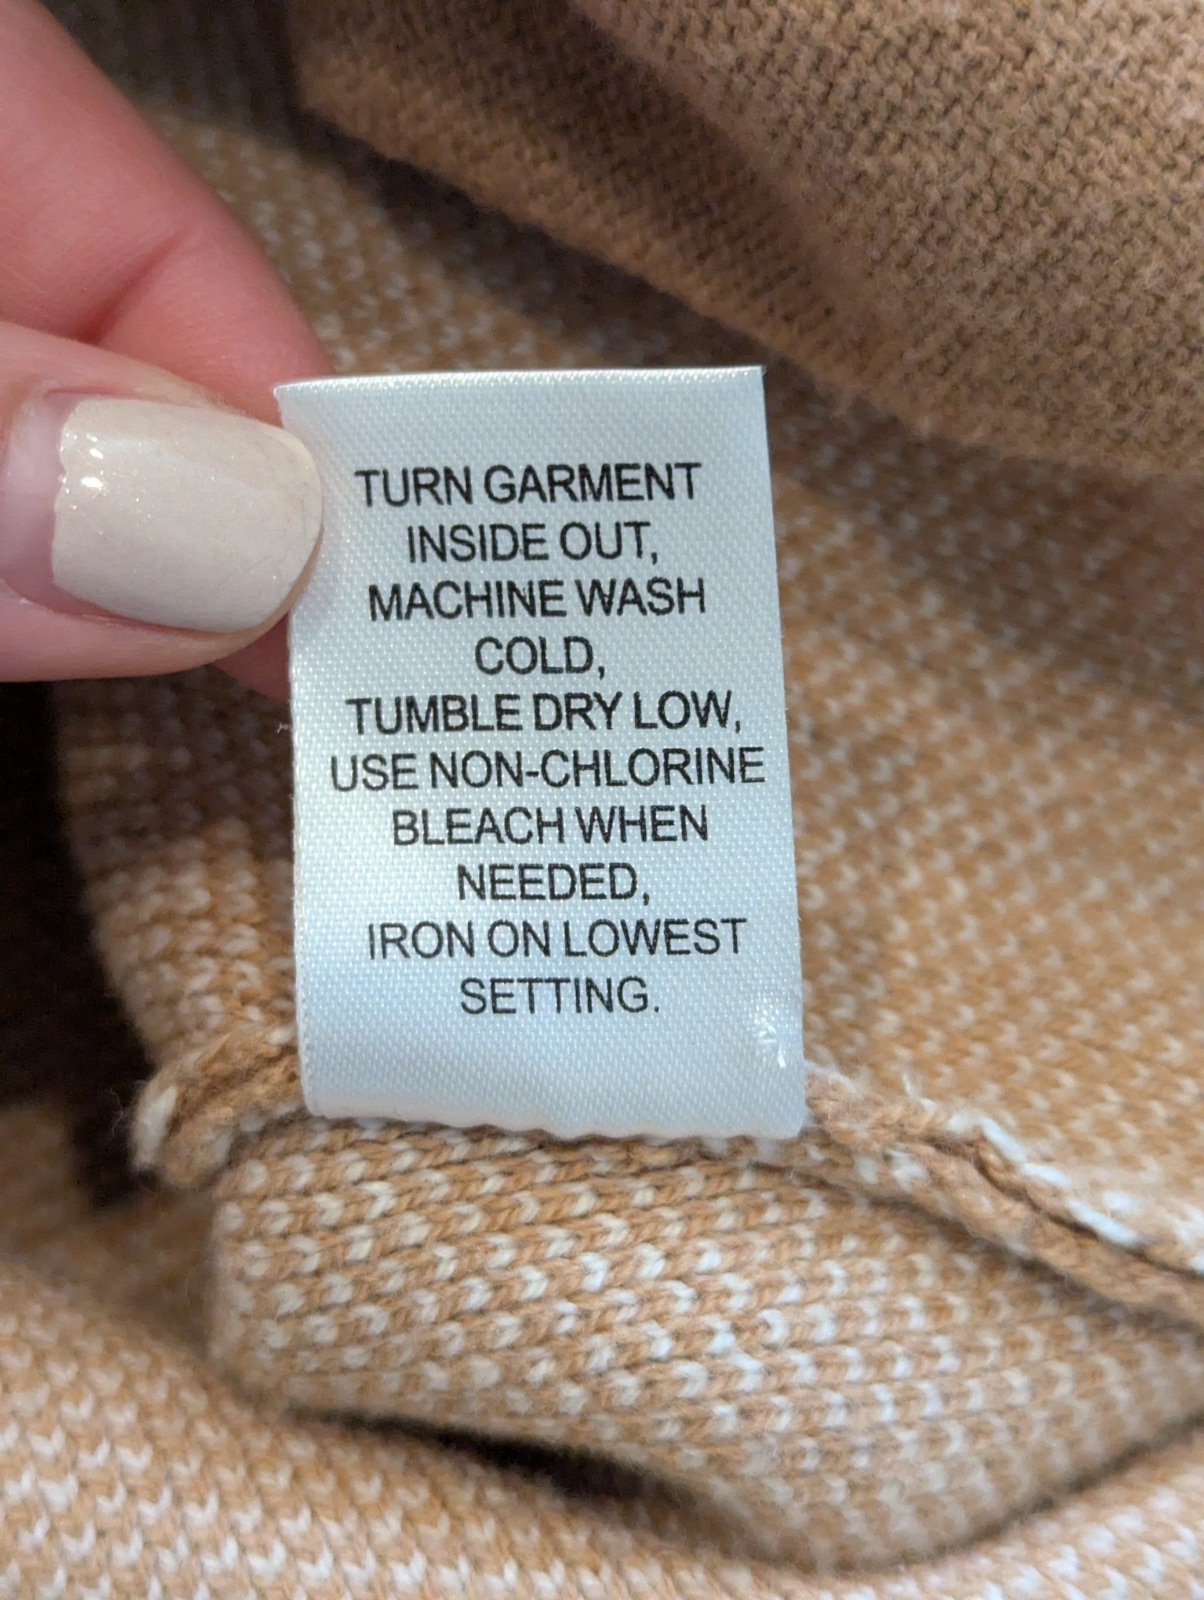 TURN GARMENT
INSIDE OUT,
MACHINE WASH
COLD,
TUMBLE DRY LOW,
USE NON-CHLORINE
BLEACH WHEN
NEEDED,
IRON ON LOWEST
SETTING.